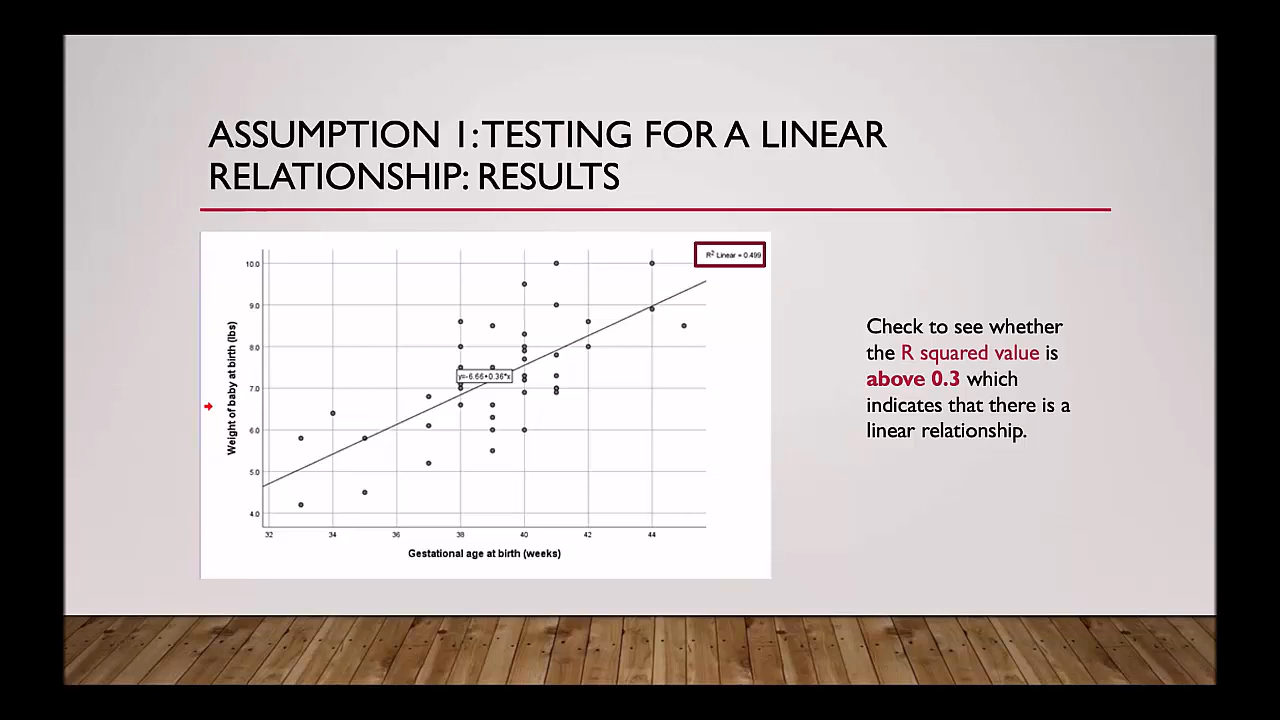 ASSUMPTION 1: TESTING FOR A LINEAR
RELATIONSHIP: RESULTS
R² Linear = 0.499
10.0
9.0
8.0
7.0
6.0
5.0
4.0
Weight of baby at birth (lbs)
y=-6.66+0.36*x
32 34 36 38 40 42 44
Gestational age at birth (weeks)
Check to see whether
the R squared value is
above 0.3 which
indicates that there is a
linear relationship.